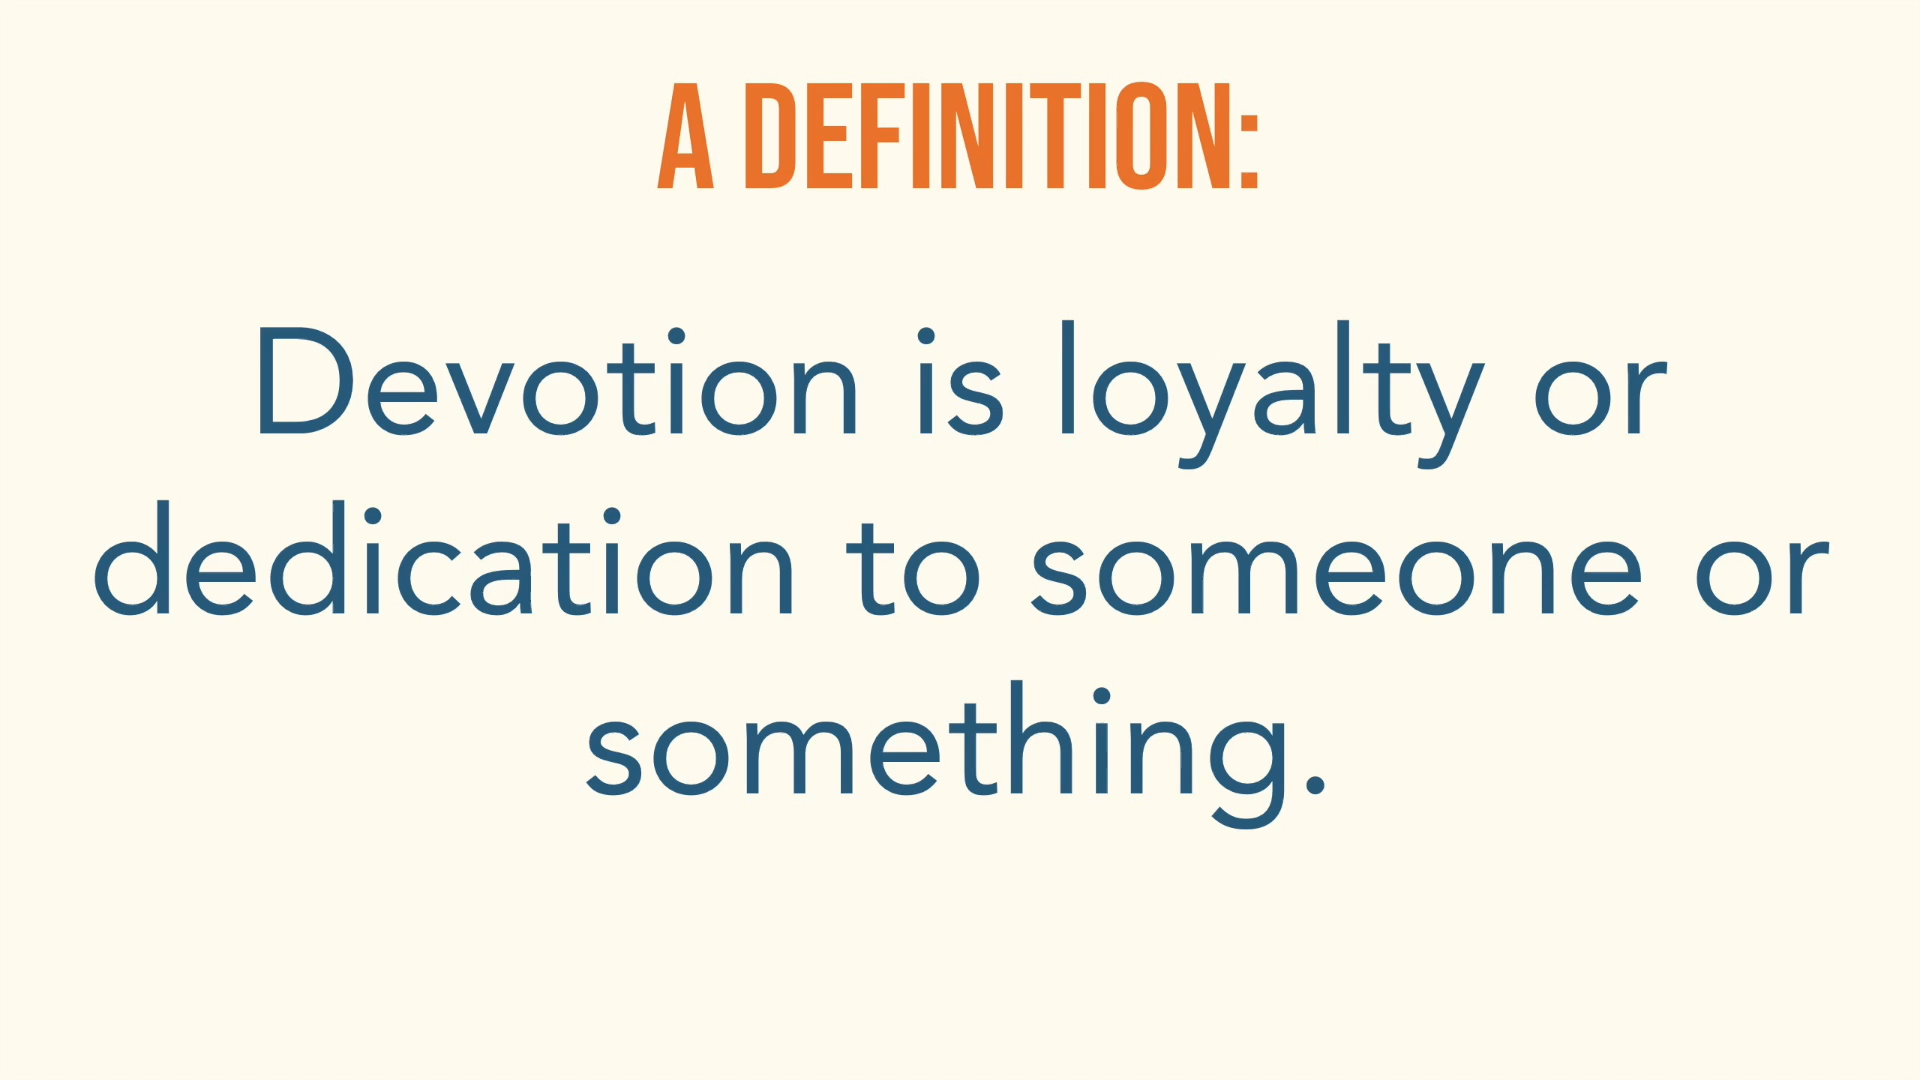 A DEFINITION:
Devotion is loyalty or
dedication to someone or
something.